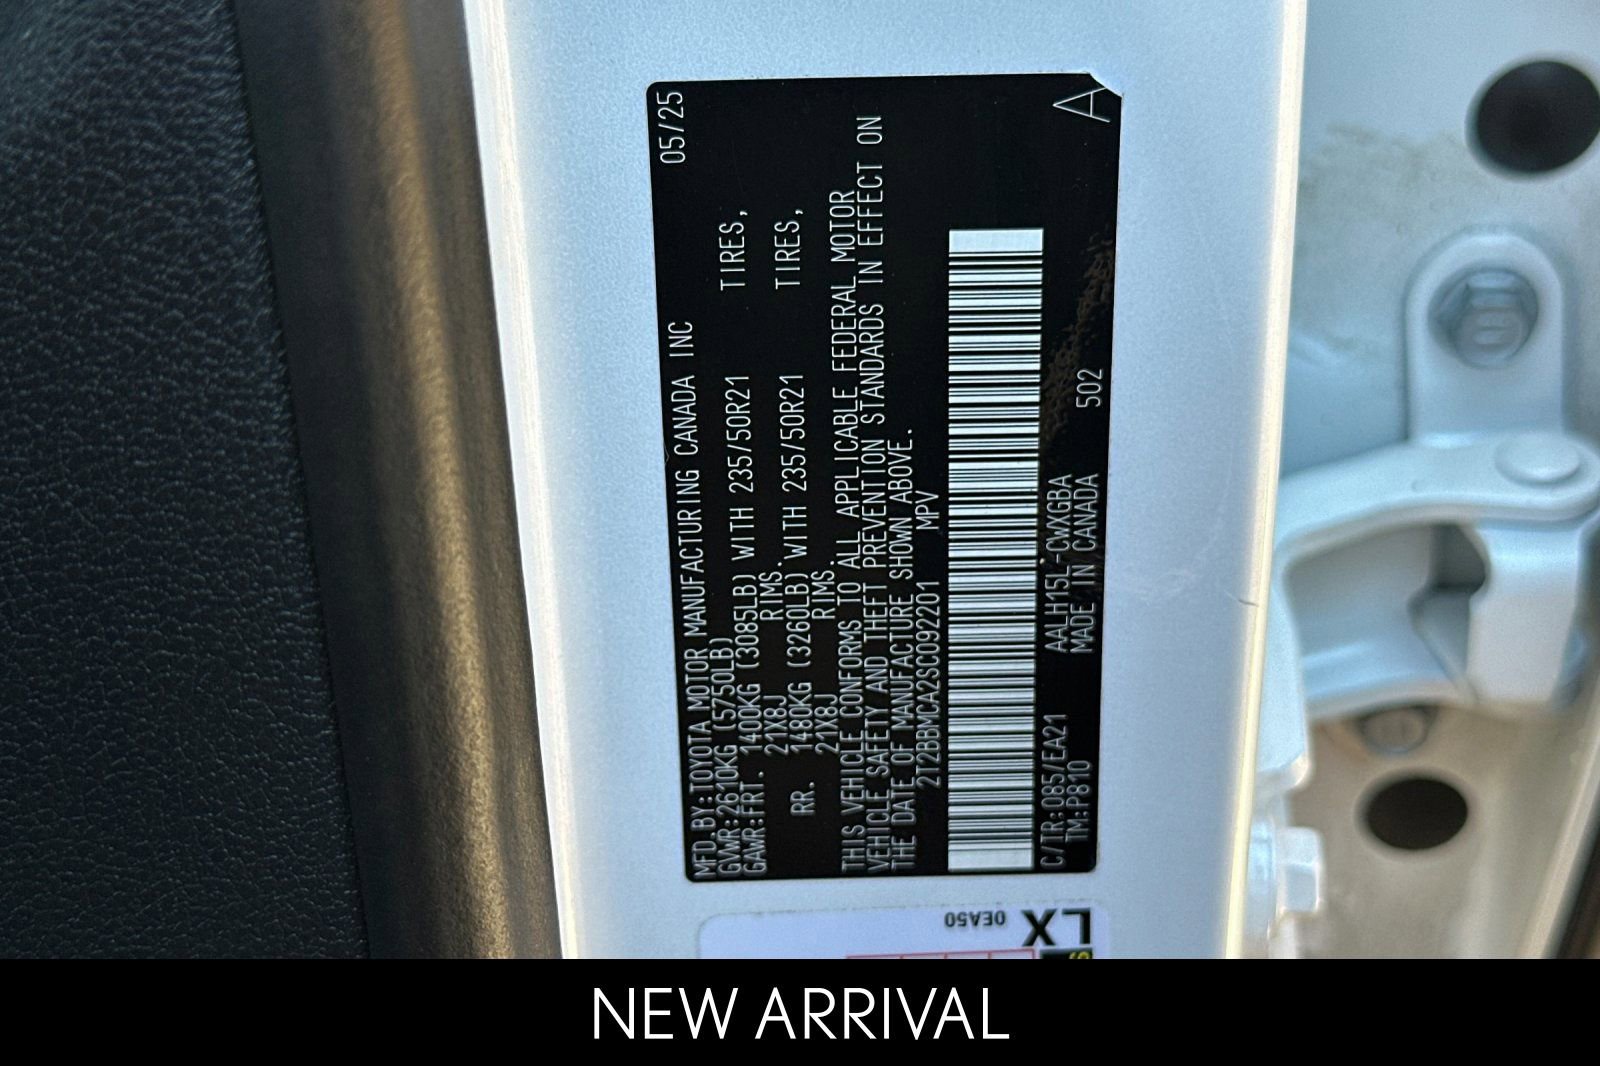 MFD.BY:TOYOTA MOTOR MANUFACTURING CANADA INC 05/25
GVWR:2610KG (5750LB)
GAWR:FRT. 1400KG (3085LB) WITH 235/50R21 TIRES,
21X8J RIMS.
RR. 1480KG (3260LB) WITH 235/50R21 TIRES,
21X8J RIMS.
THIS VEHICLE CONFORMS TO ALL APPLICABLE FEDERAL MOTOR
VEHICLE SAFETY AND THEFT PREVENTION STANDARDS IN EFFECT ON
THE DATE OF MANUFACTURE SHOWN ABOVE.
2T2BBMCA2SC092201 MPV
C/TR:085/EA21 AALH15L-CWXGBA
TM:P810 MADE IN CANADA 502
A
LX
0EA50
NEW ARRIVAL